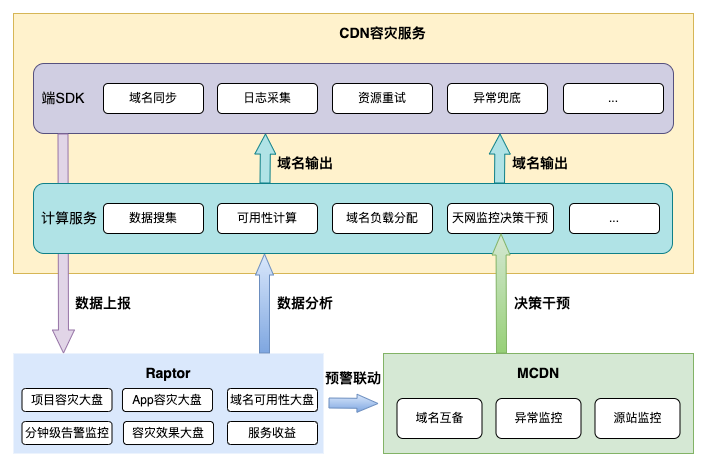 CDN容灾服务
端SDK
域名同步
日志采集
资源重试
异常兜底
...
域名输出
域名输出
计算服务
数据搜集
可用性计算
域名负载分配
天网监控决策干预
...
数据上报
数据分析
决策干预
Raptor
项目容灾大盘
App容灾大盘
域名可用性大盘
分钟级告警监控
容灾效果大盘
服务收益
预警联动
MCDN
域名互备
异常监控
源站监控